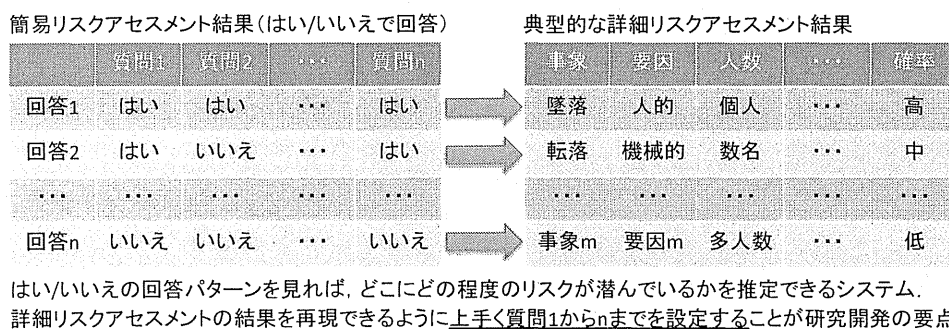 簡易リスクアセスメント結果(はい/いいえで回答) 典型的な詳細リスクアセスメント結果
質問1 質問2 ・・・ 質問n 事象 要因 人数 ・・・ 確率
回答1 はい はい ・・・ はい 墜落 人的 個人 ・・・ 高
回答2 はい いいえ ・・・ はい 転落 機械的 数名 ・・・ 中
・・・ ・・・ ・・・ ・・・ ・・・ ・・・ ・・・ ・・・ ・・・ ・・・
回答n いいえ いいえ ・・・ いいえ 事象m 要因m 多人数 ・・・ 低
はい/いいえの回答パターンを見れば,どこにどの程度のリスクが潜んでいるかを推定できるシステム.
詳細リスクアセスメントの結果を再現できるように上手く質問1からnまでを設定することが研究開発の要点